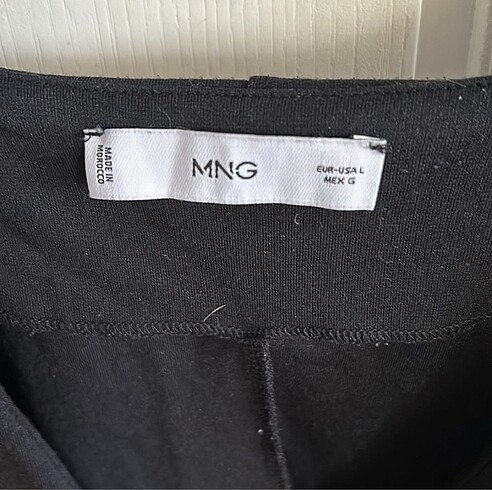 MADE IN
MOROCCO
MNG
EUR-USA L
MEX G